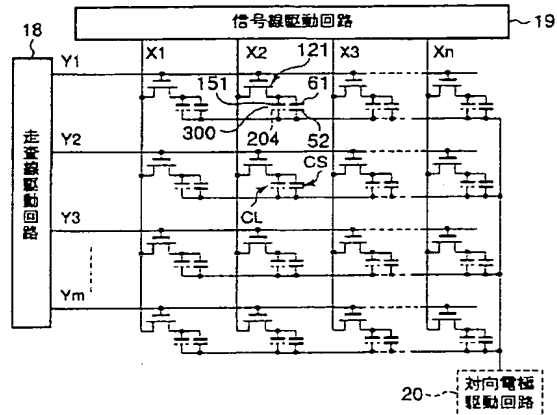 信号線駆動回路
19
18
走査線駆動回路
X1 X2 X3 Xn
Y1
121
151
61
300
204
52
Y2
CS
CL
Y3
Ym
20
対向電極
駆動回路